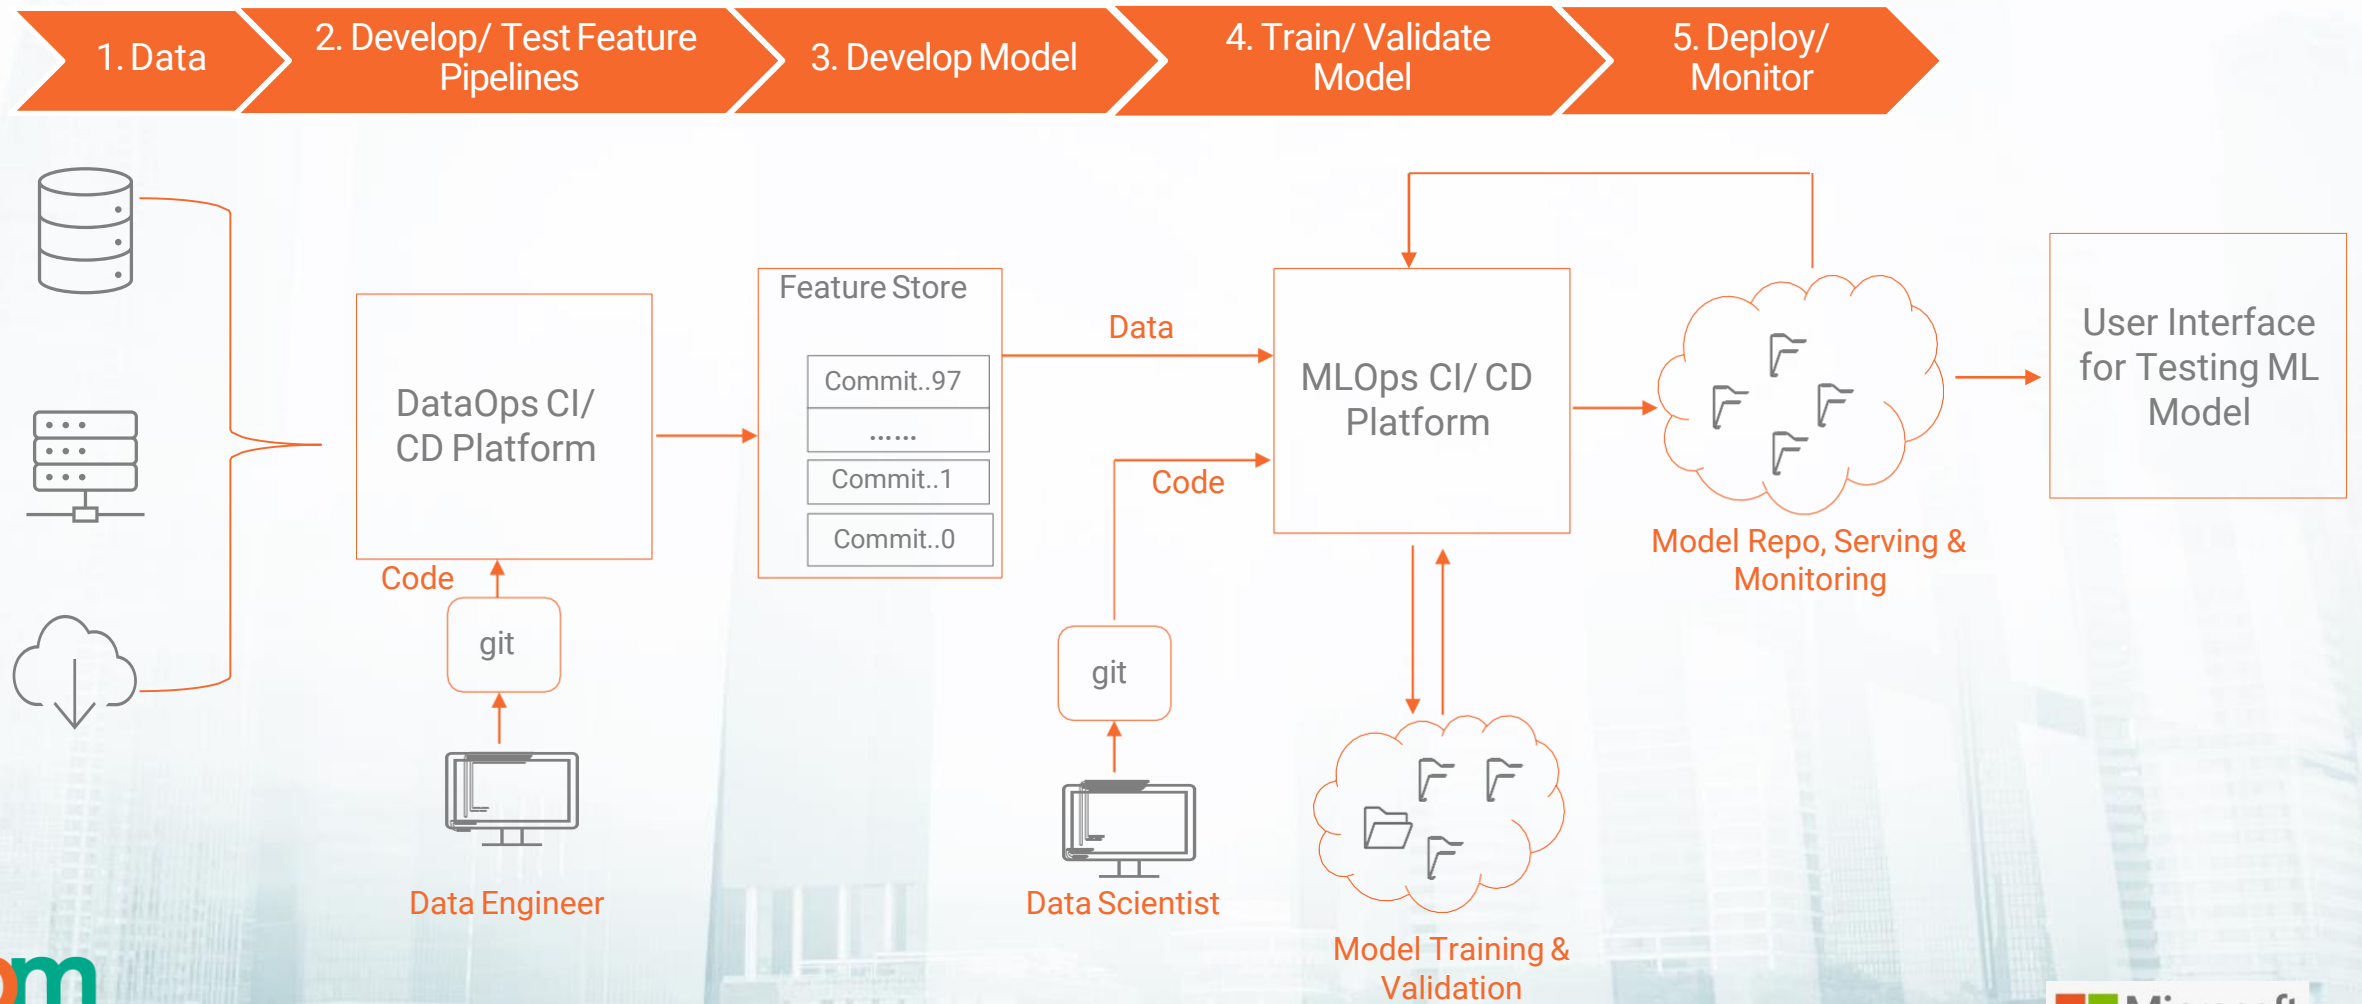 1. Data
2. Develop/ Test Feature
Pipelines
3. Develop Model
4. Train/ Validate
Model
5. Deploy/
Monitor
DataOps CI/
CD Platform
Code
git
Data Engineer
Feature Store
Commit..97
......
Commit..1
Commit..0
Data
Code
git
Data Scientist
MLOps CI/ CD
Platform
Model Training &
Validation
Model Repo, Serving &
Monitoring
User Interface
for Testing ML
Model